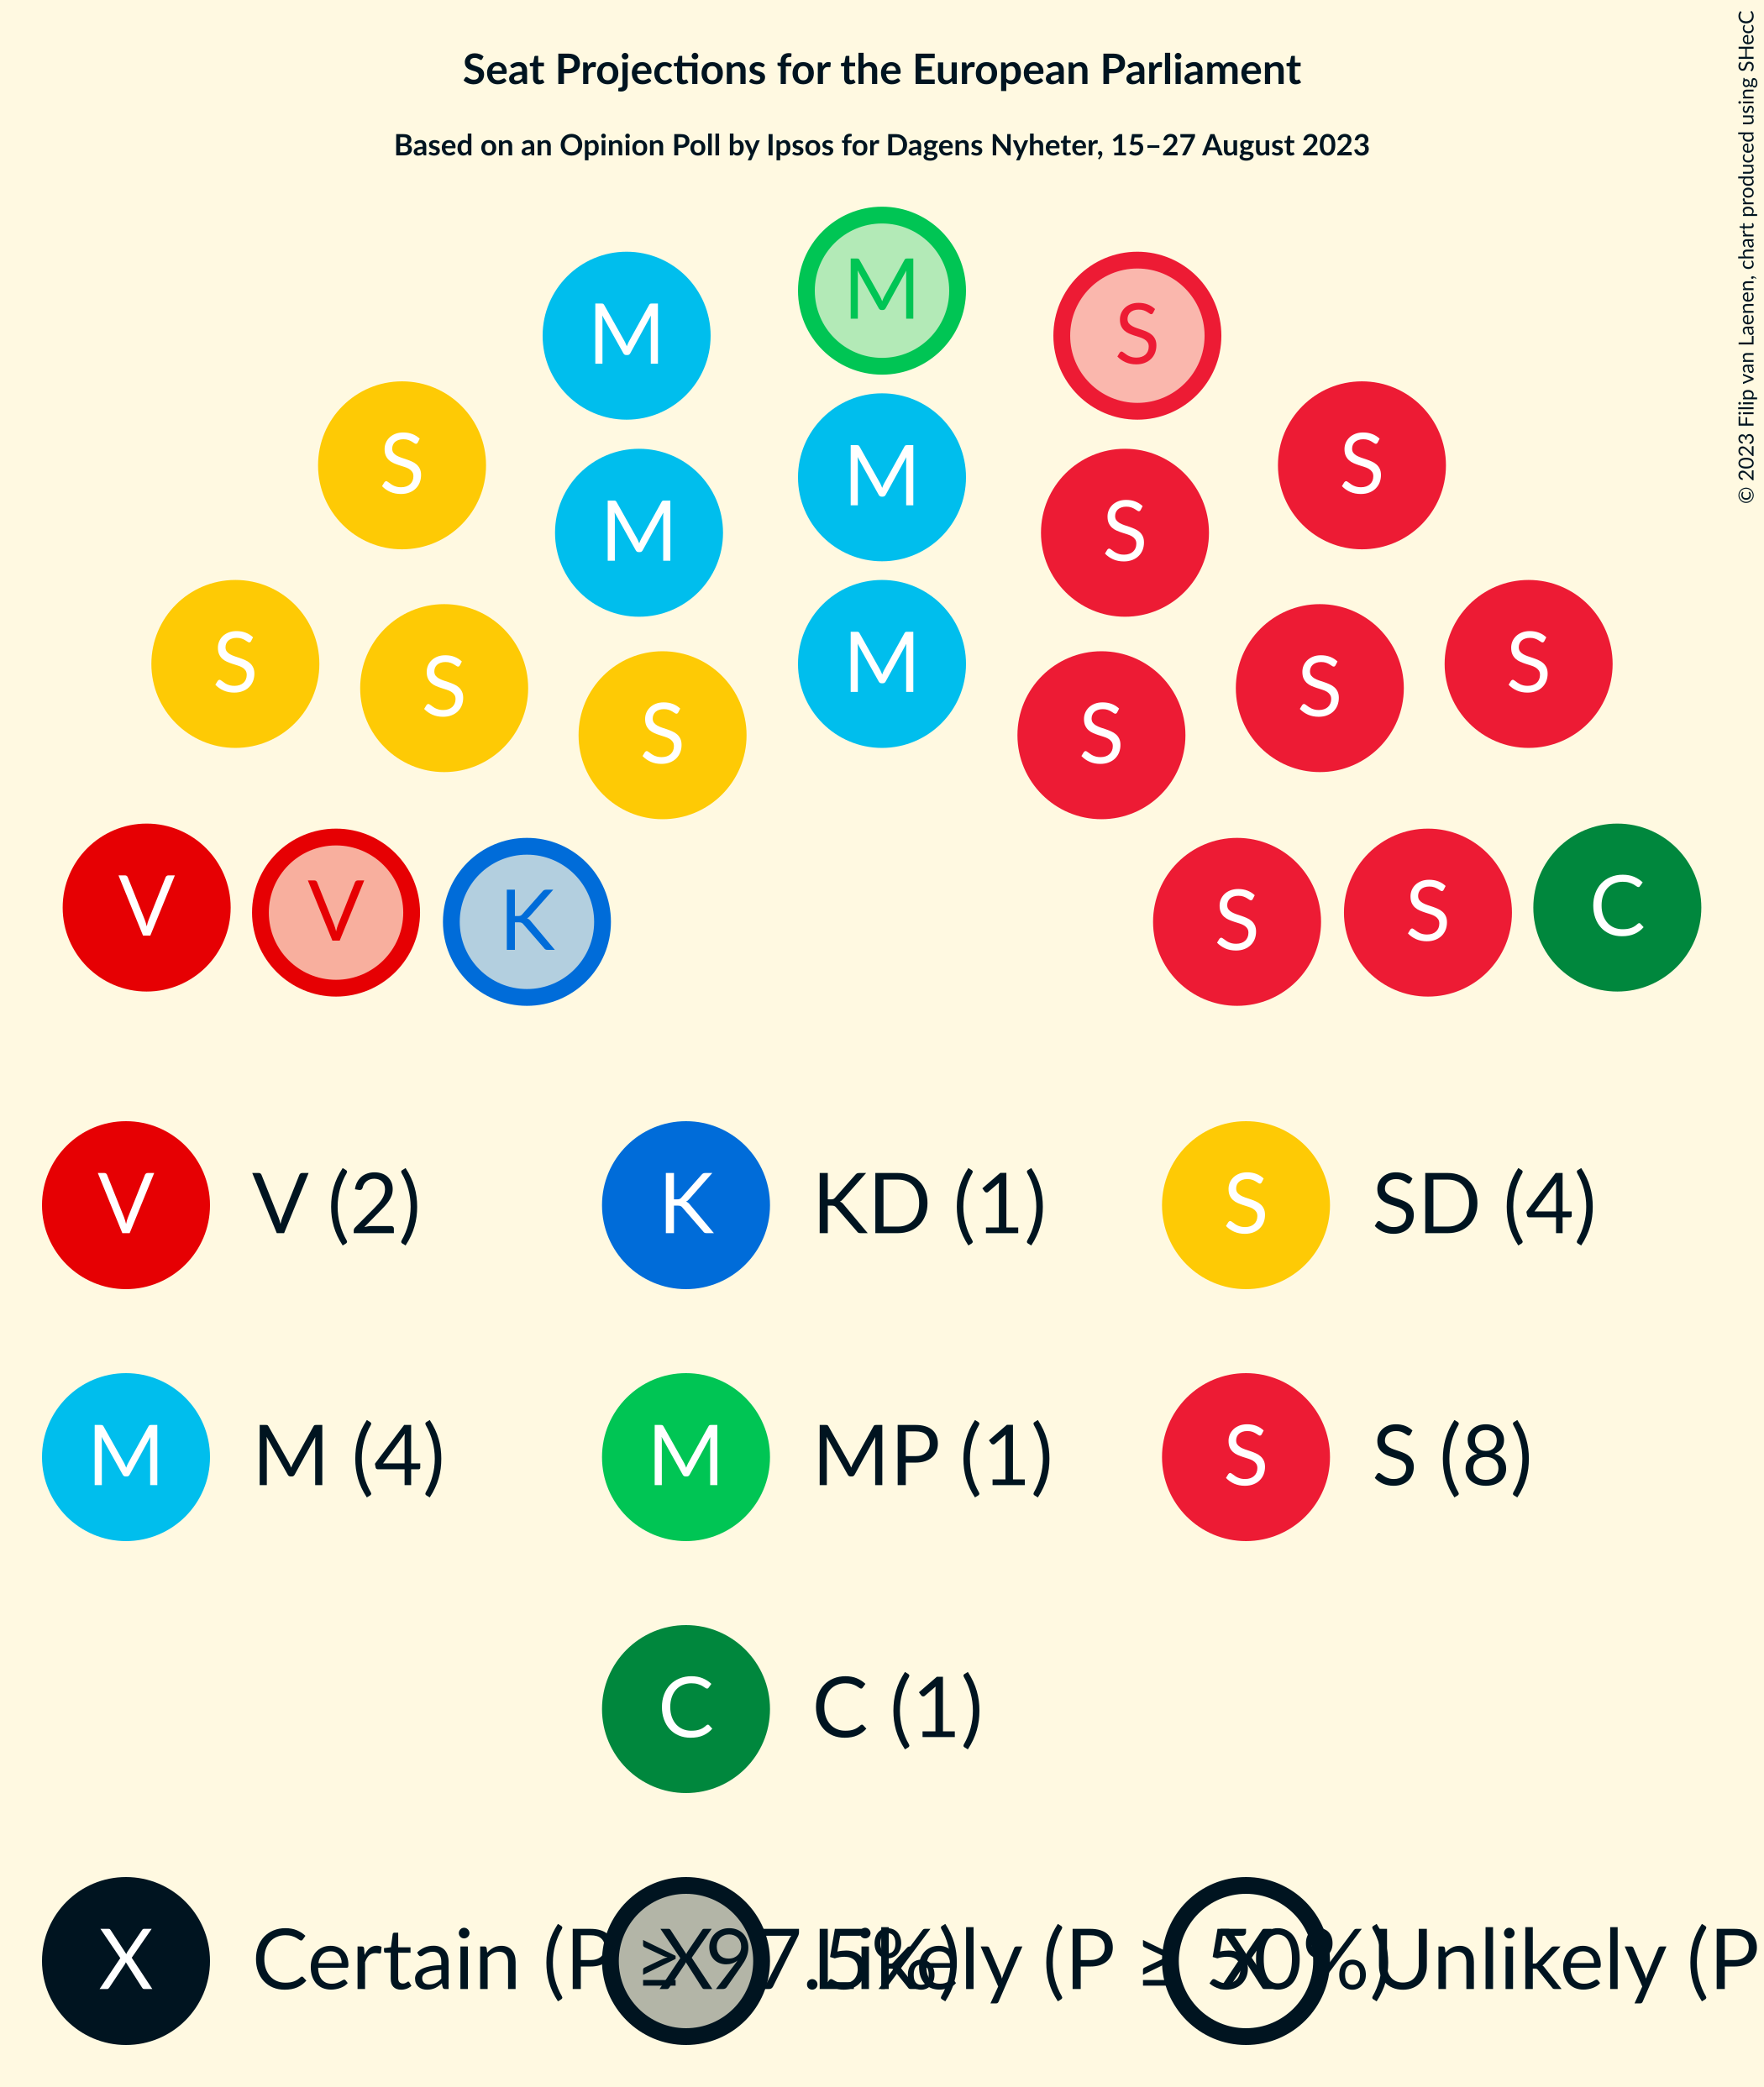 Seat Projections for the European Parliament
Based on an Opinion Poll by Ipsos for Dagens Nyheter, 15–27 August 2023
© 2023 Filip van Laenen, chart produced using SHecC
M
M S
S M S
M S
S M S
S S S S
S S
V V K S S C
V V (2) K KD (1) S SD (4)
M M (4) M MP (1) S S (8)
C C (1)
X Certain (P ≥ 97.5%) X Likely (P ≥ 50%) X Unlikely (P